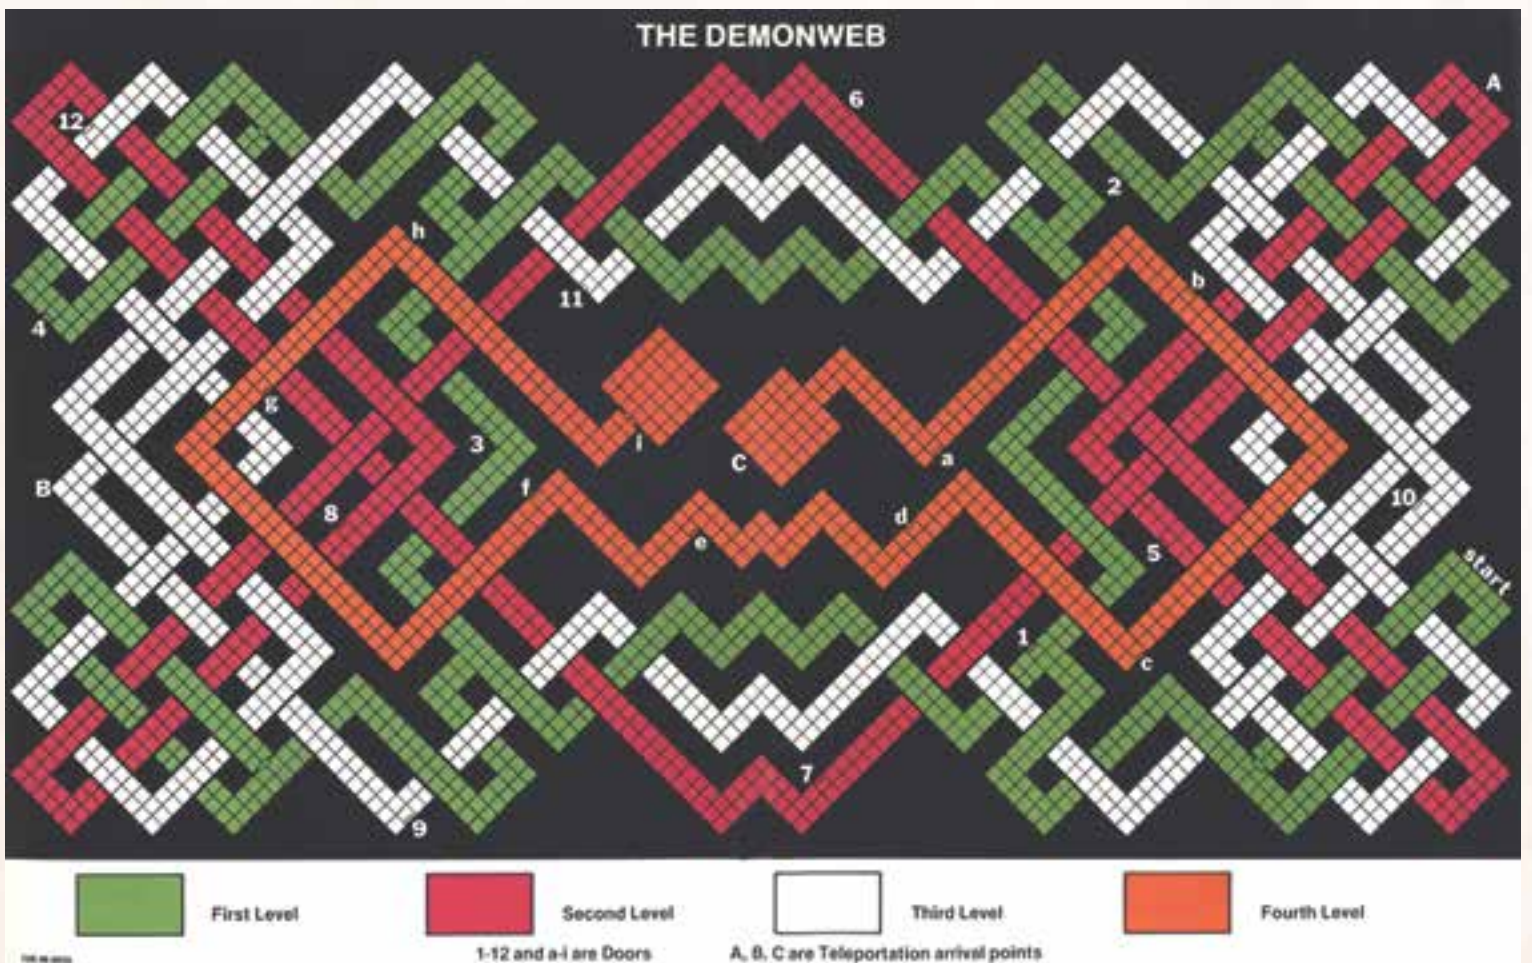 THE DEMONWEB
A
12
6
2
h
b
11
4
g
3
i
C
a
B
f
10
8
e
d
5
start
1
c
7
9
First Level
Second Level
Third Level
Fourth Level
1-12 and a-i are Doors
A, B, C are Teleportation arrival points